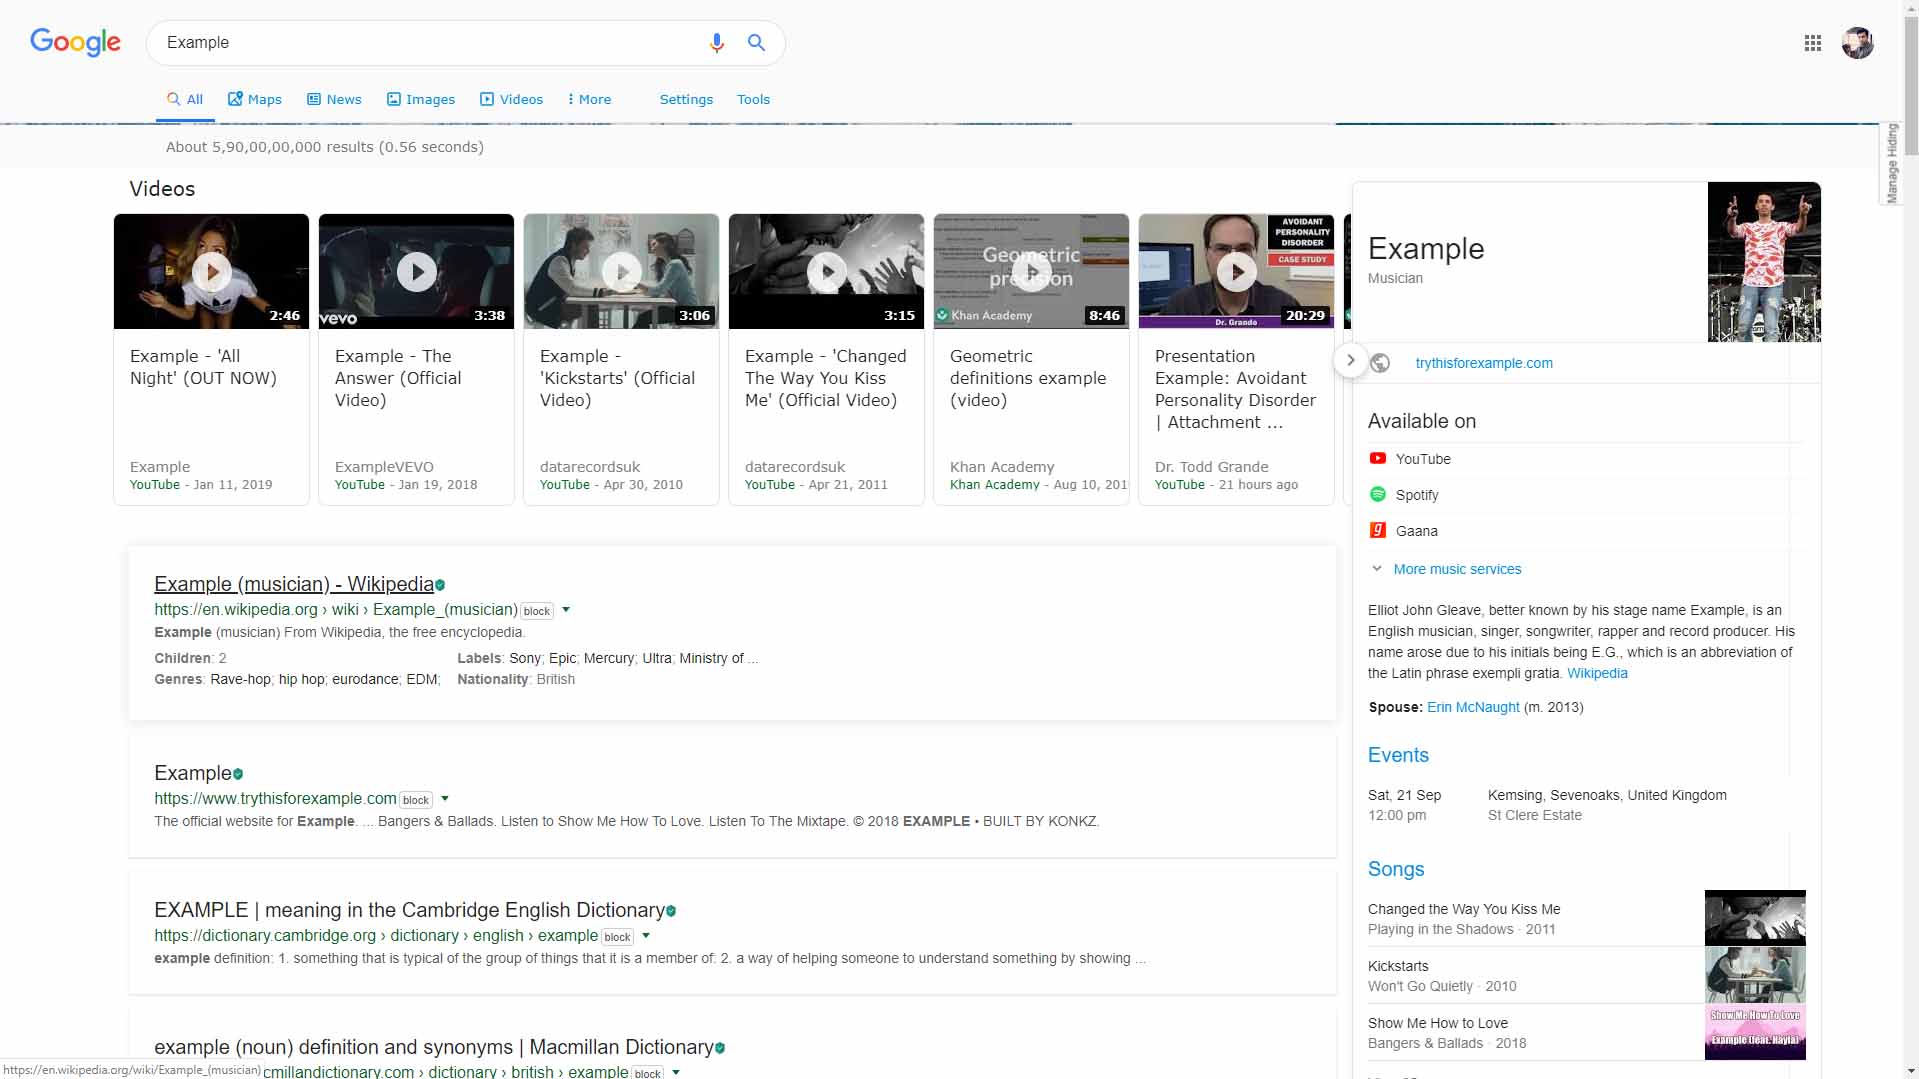 Google
Example
All
Maps
News
Images
Videos
More
Settings
Tools
About 5,90,00,00,000 results (0.56 seconds)
Manage Hiding
Videos
2:46
Example - 'All
Night' (OUT NOW)
Example
YouTube - Jan 11, 2019
vevo
3:38
Example - The
Answer (Official
Video)
ExampleVEVO
YouTube - Jan 19, 2018
3:06
Example -
'Kickstarts' (Official
Video)
datarecordsuk
YouTube - Apr 30, 2010
3:15
Example - 'Changed
The Way You Kiss
Me' (Official Video)
datarecordsuk
YouTube - Apr 21, 2011
Geometric
precision
Khan Academy
8:46
Geometric
definitions example
(video)
Khan Academy
Khan Academy - Aug 10, 201
AVOIDANT
PERSONALITY
DISORDER
CASE STUDY
Dr. Grande
20:29
Presentation
Example: Avoidant
Personality Disorder
| Attachment ...
Dr. Todd Grande
YouTube - 21 hours ago
Example (musician) - Wikipedia
https://en.wikipedia.org › wiki › Example_(musician) block
Example (musician) From Wikipedia, the free encyclopedia.
Children: 2
Labels: Sony; Epic; Mercury; Ultra; Ministry of ...
Genres: Rave-hop; hip hop; eurodance; EDM;
Nationality: British
Example
https://www.trythisforexample.com block
The official website for Example. ... Bangers & Ballads. Listen to Show Me How To Love. Listen To The Mixtape. © 2018 EXAMPLE • BUILT BY KONKZ.
EXAMPLE | meaning in the Cambridge English Dictionary
https://dictionary.cambridge.org › dictionary › english › example block
example definition: 1. something that is typical of the group of things that it is a member of: 2. a way of helping someone to understand something by showing ...
example (noun) definition and synonyms | Macmillan Dictionary
cmillandictionary.com › dictionary › british › example block
https://en.wikipedia.org/wiki/Example_(musician)
Example
Musician
trythisforexample.com
Available on
YouTube
Spotify
Gaana
More music services
Elliot John Gleave, better known by his stage name Example, is an
English musician, singer, songwriter, rapper and record producer. His
name arose due to his initials being E.G., which is an abbreviation of
the Latin phrase exempli gratia. Wikipedia
Spouse: Erin McNaught (m. 2013)
Events
Sat, 21 Sep
12:00 pm
Kemsing, Sevenoaks, United Kingdom
St Clere Estate
Songs
Changed the Way You Kiss Me
Playing in the Shadows · 2011
Kickstarts
Won't Go Quietly · 2010
Show Me How to Love
Bangers & Ballads · 2018
Show Me How To Love
Example (feat. Hayla)